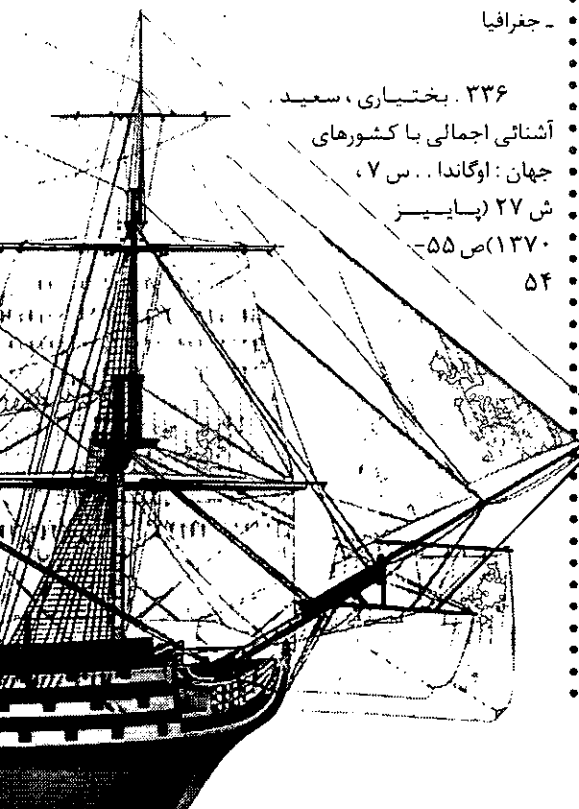 - جغرافیا
۳۳۶ . بختیاری ، سعید .
آشنائی اجمالی با کشورهای
جهان : اوگاندا . . س ۷ ،
ش ۲۷ (پاییز
۱۳۷۰)ص ۵۵-
۵۴